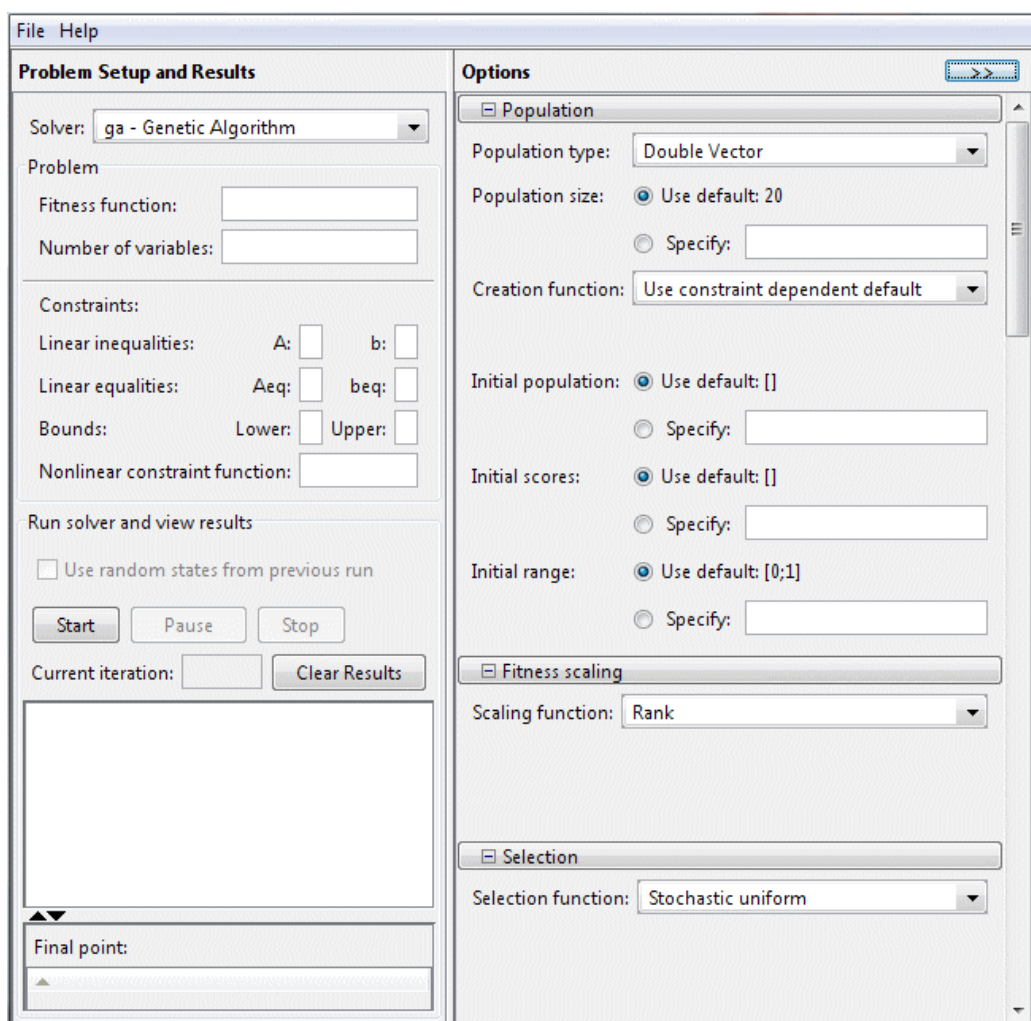 File Help
Problem Setup and Results
Solver: ga - Genetic Algorithm
Problem
Fitness function:
Number of variables:
Constraints:
Linear inequalities: A: b:
Linear equalities: Aeq: beq:
Bounds: Lower: Upper:
Nonlinear constraint function:
Run solver and view results
Use random states from previous run
Start Pause Stop
Current iteration: Clear Results
Final point:
Options >>
Population
Population type: Double Vector
Population size: Use default: 20
Specify:
Creation function: Use constraint dependent default
Initial population: Use default: []
Specify:
Initial scores: Use default: []
Specify:
Initial range: Use default: [0;1]
Specify:
Fitness scaling
Scaling function: Rank
Selection
Selection function: Stochastic uniform